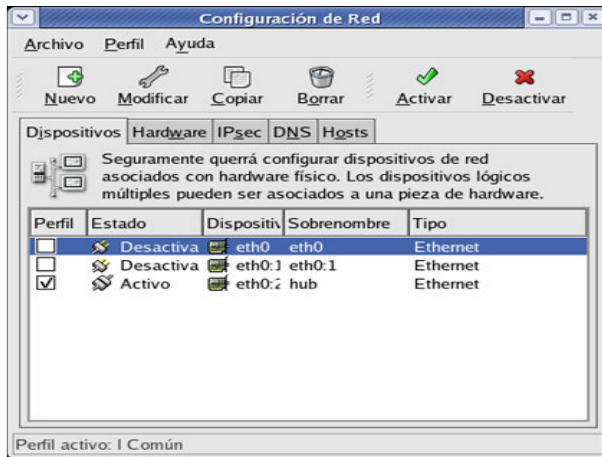 Configuración de Red
Archivo Perfil Ayuda
Nuevo Modificar Copiar Borrar Activar Desactivar
Dispositivos Hardware IPsec DNS Hosts
Seguramente querrá configurar dispositivos de red
asociados con hardware físico. Los dispositivos lógicos
múltiples pueden ser asociados a una pieza de hardware.
Perfil Estado Dispositiv Sobrenombre Tipo
Desactiva eth0 eth0 Ethernet
Desactiva eth0:1 eth0:1 Ethernet
Activo eth0:2 hub Ethernet
Perfil activo: l Común